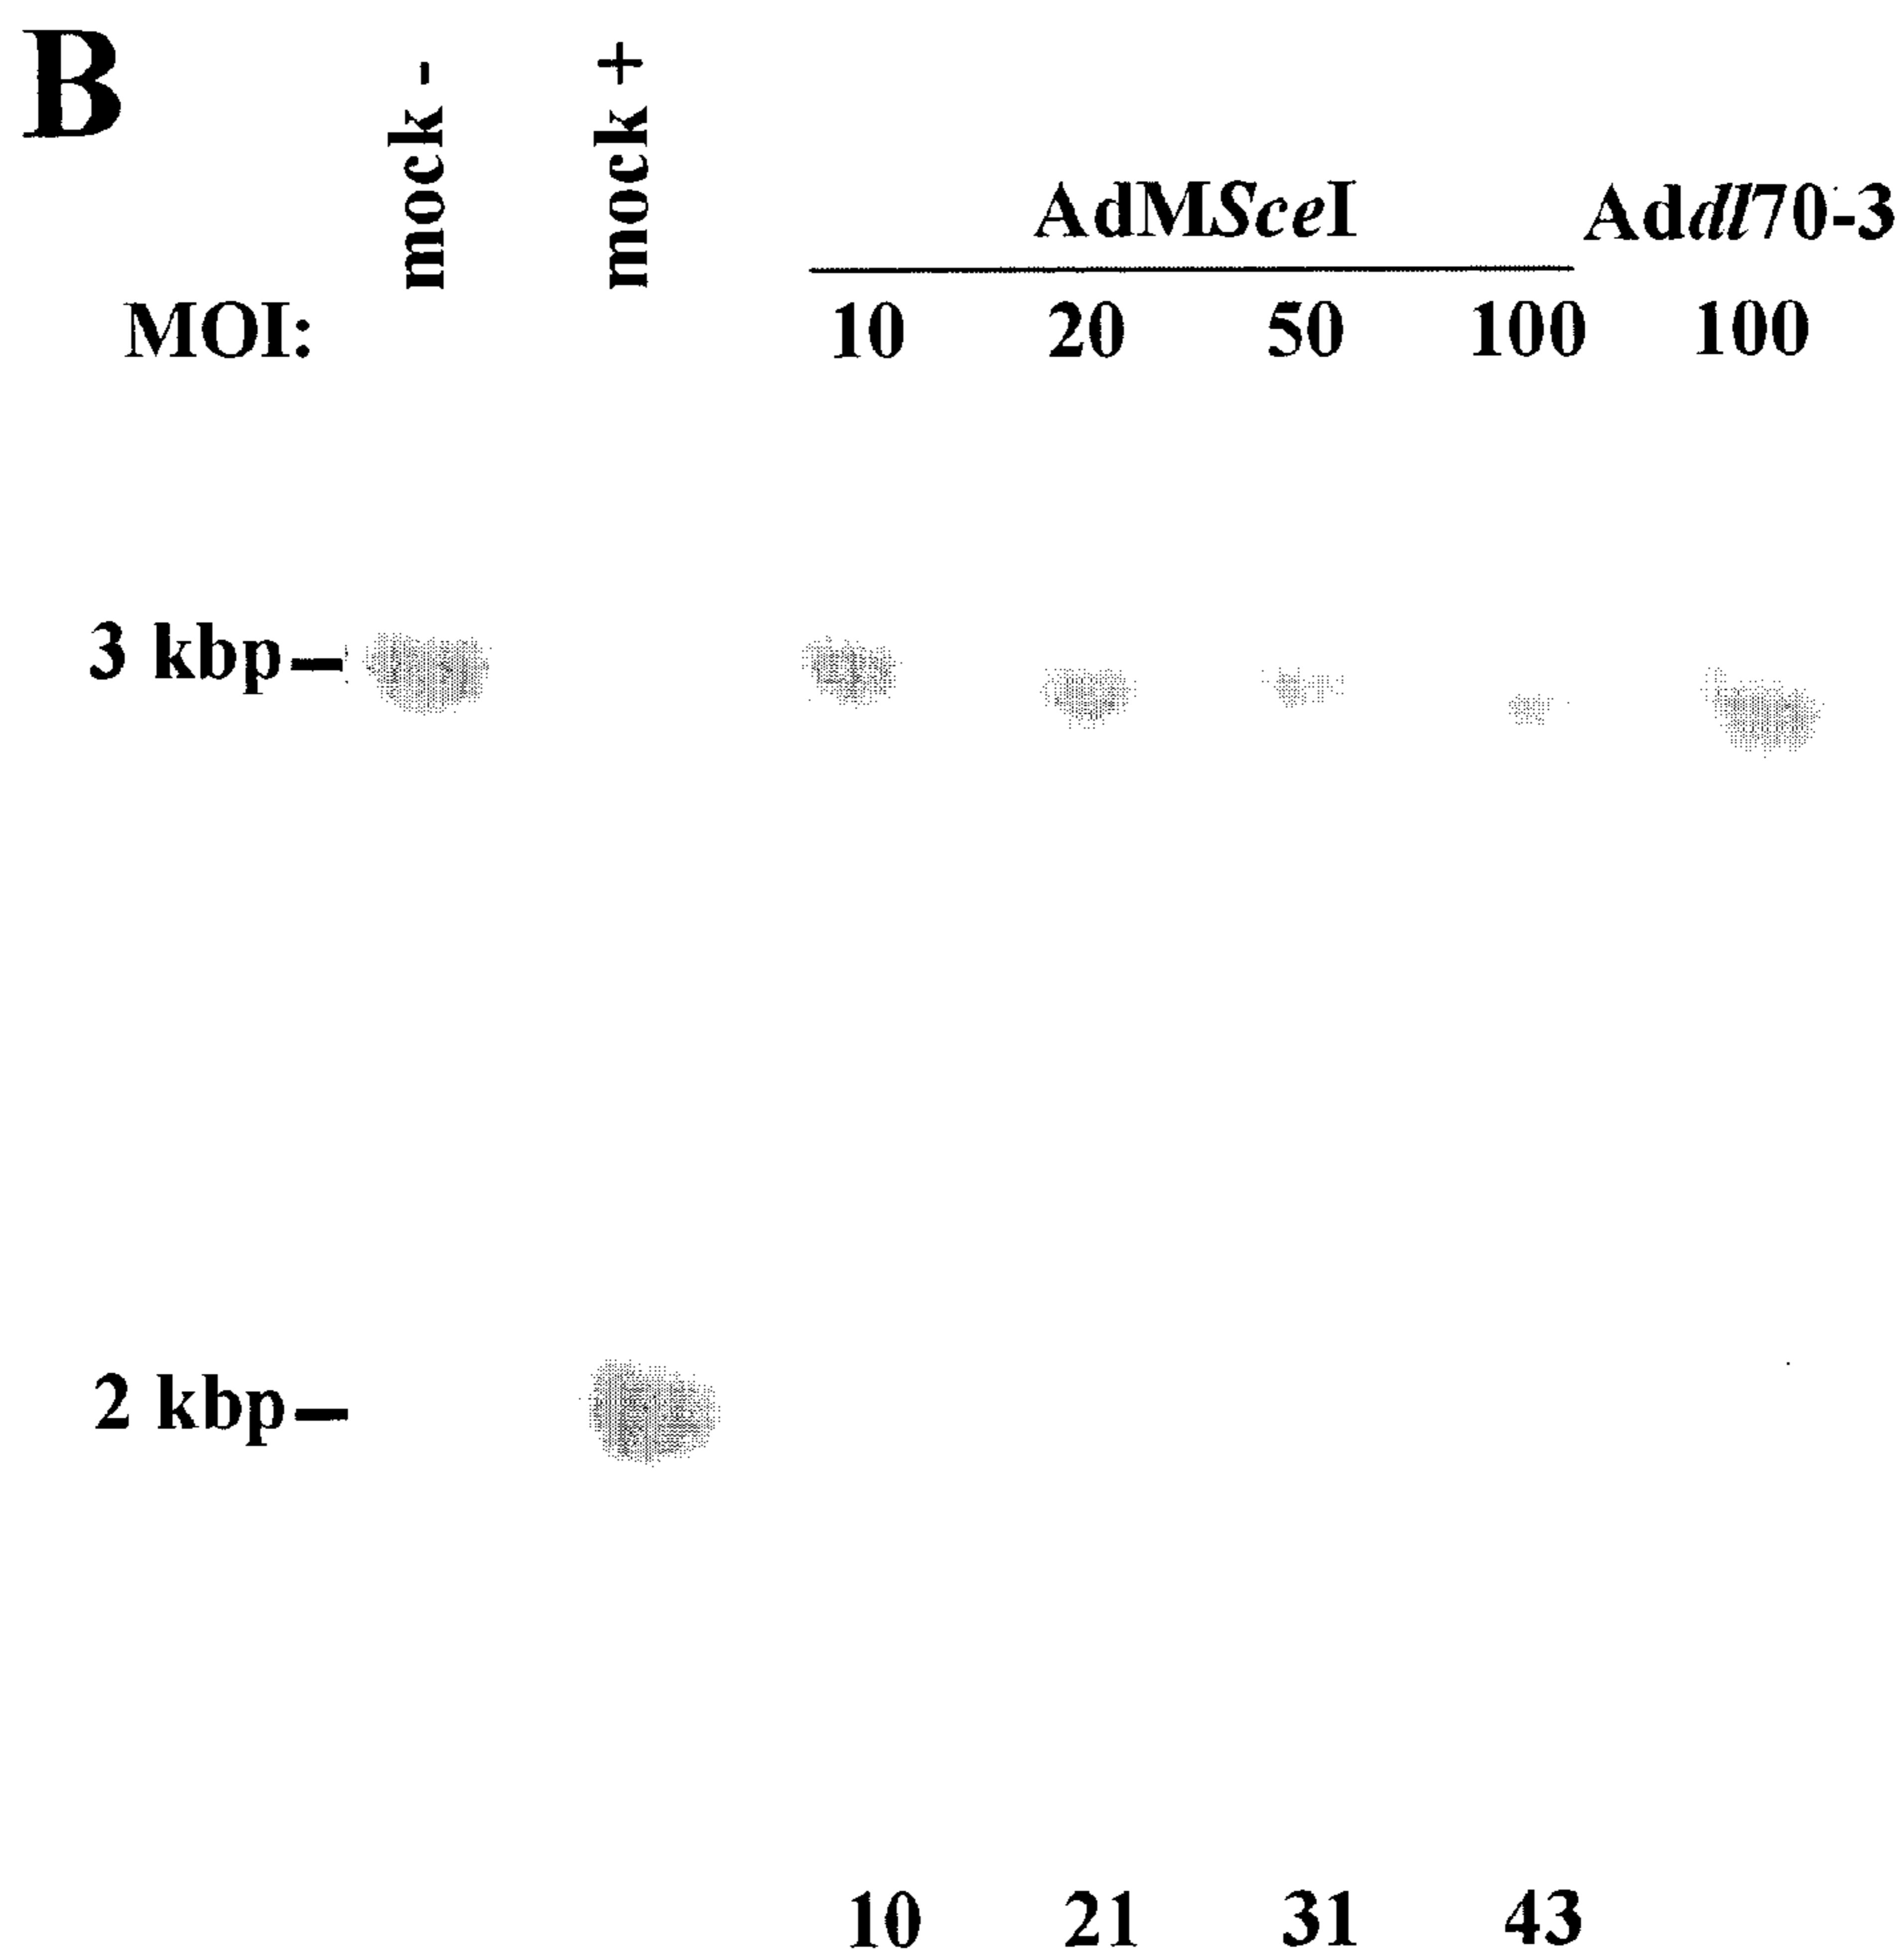 B
mock -
mock +
AdMSceI
Addl70-3
MOI:
10 20 50 100 100
3 kbp–
2 kbp–
10 21 31 43